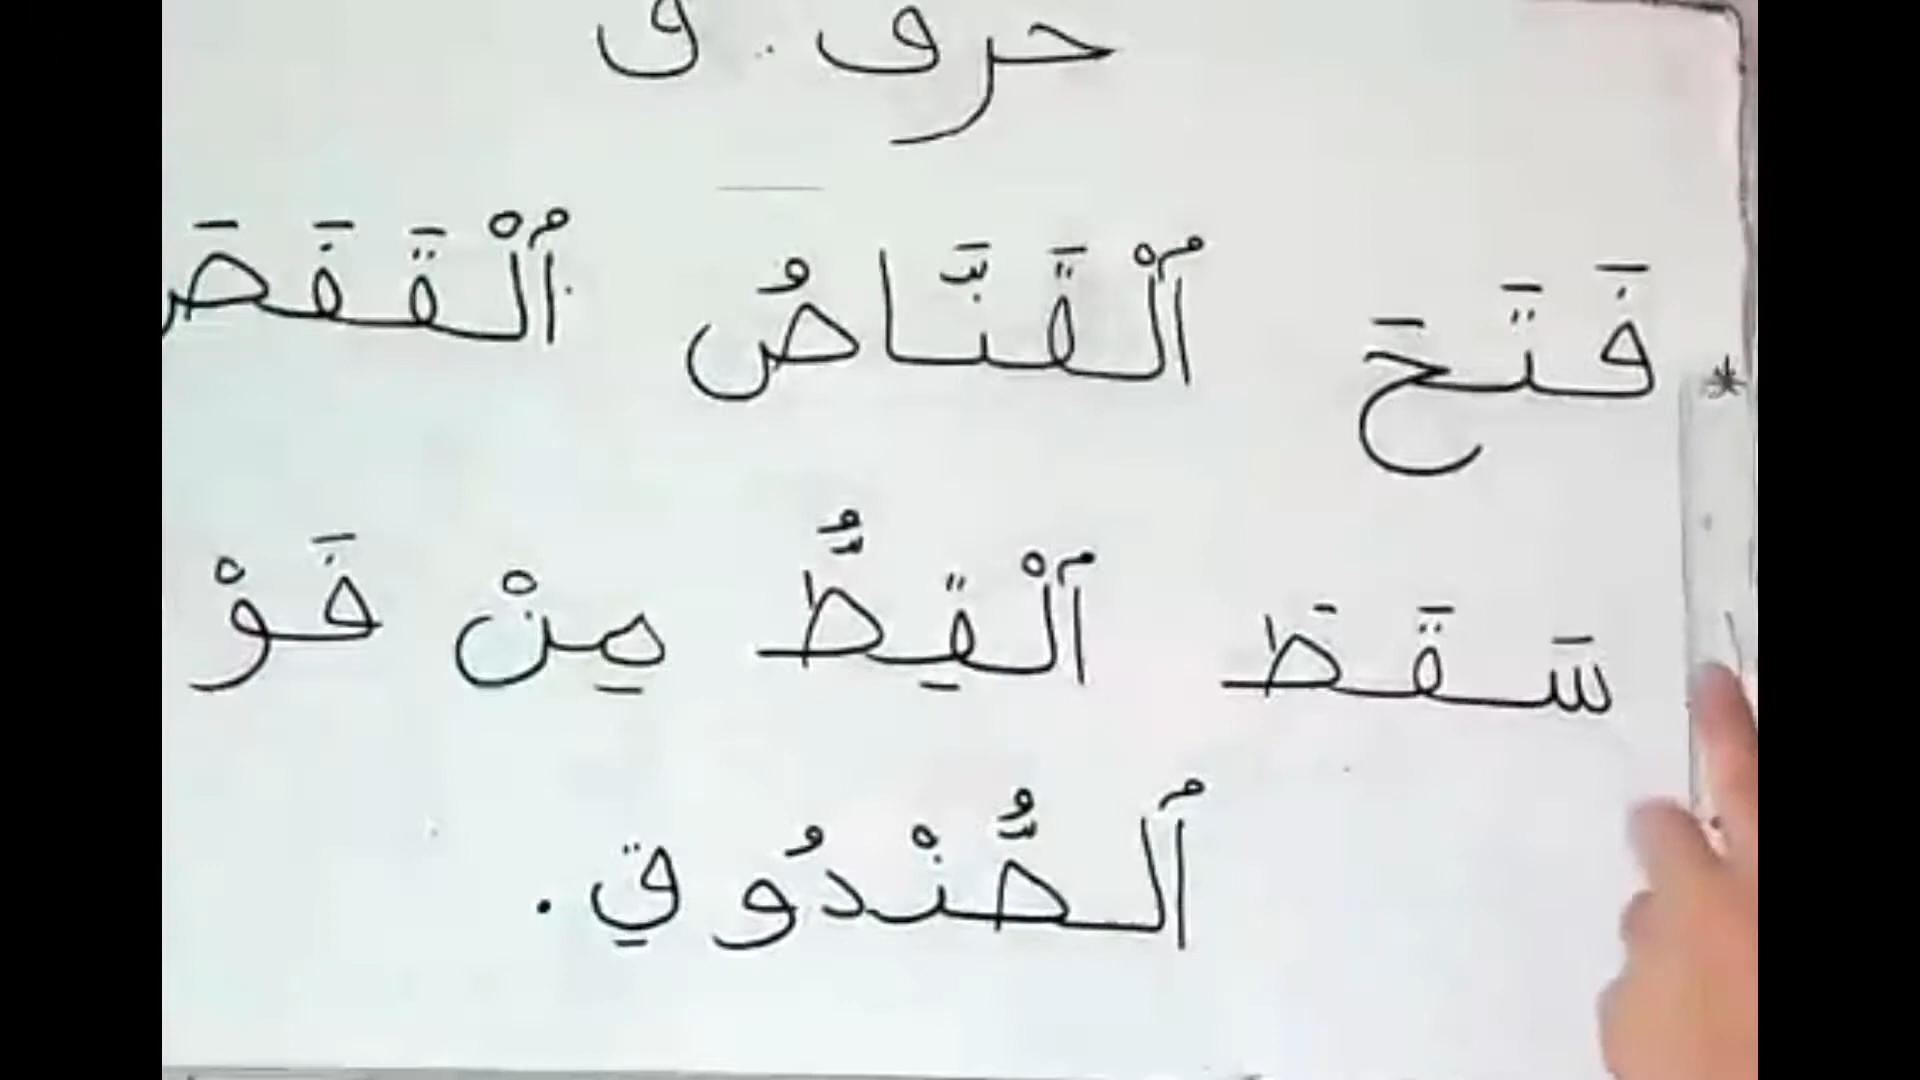 حرف ق
* فَتَحَ ٱلْقَنَّاصُ ٱلْقَفَصَ
سَقَطَ ٱلْقِطُّ مِنْ فَوْ
ٱلصُّنْدُوقِ.